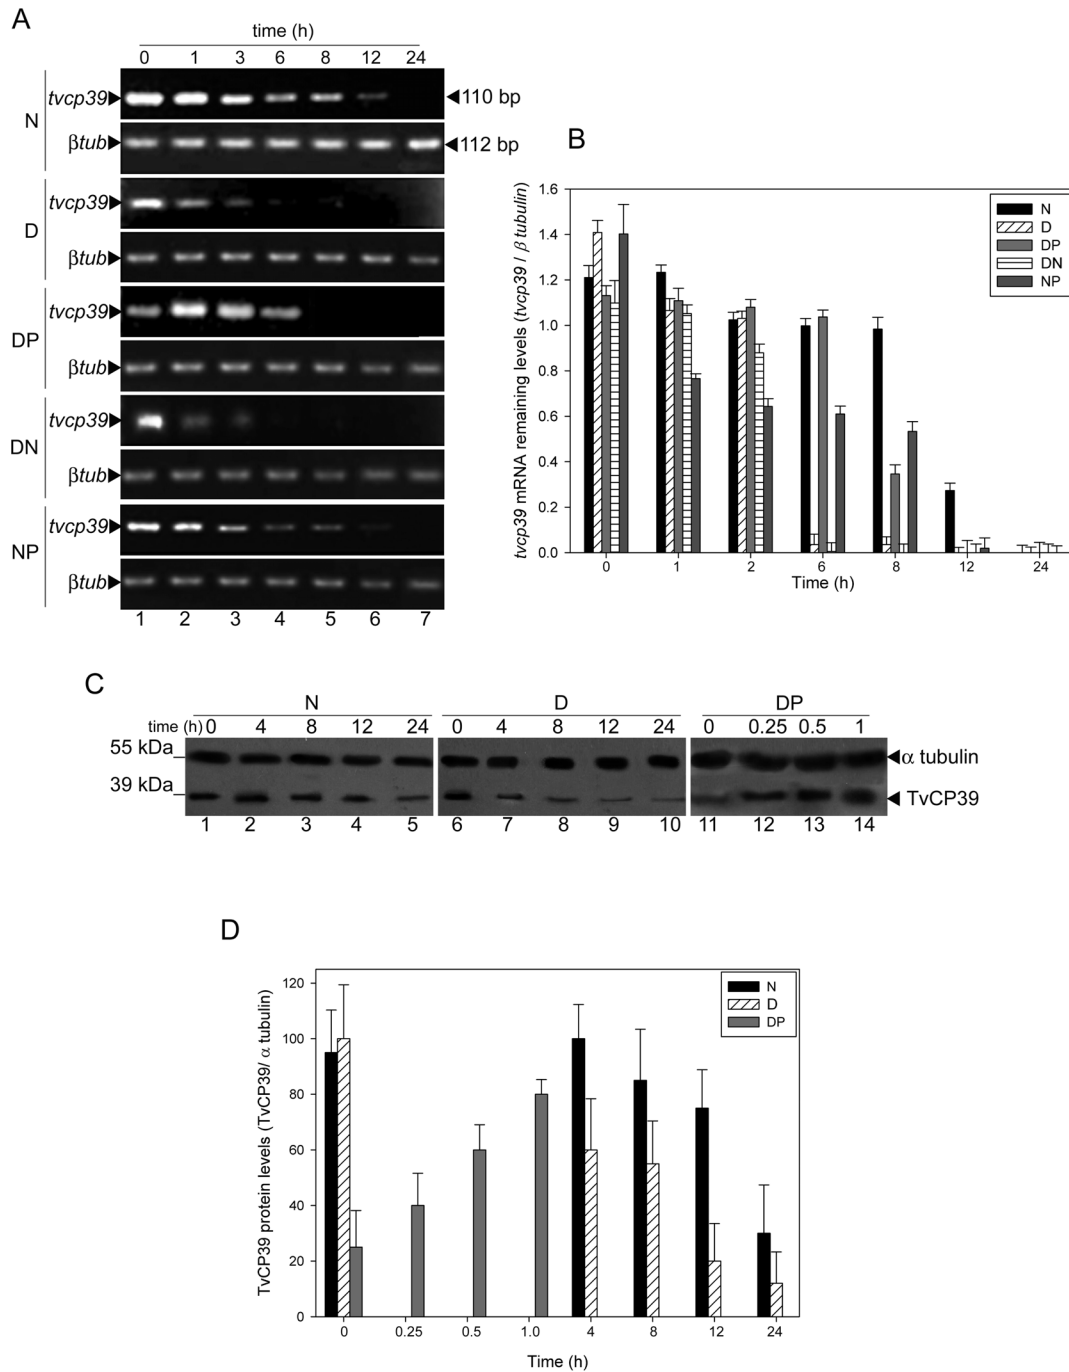 A
time (h)
0 1 3 6 8 12 24
N
tvcp39
110 bp
βtub
112 bp
D
tvcp39
βtub
DP
tvcp39
βtub
DN
tvcp39
βtub
NP
tvcp39
βtub
1 2 3 4 5 6 7
B
tvcp39 mRNA remaining levels (tvcp39 / β tubulin)
1.6
1.4
1.2
1.0
0.8
0.6
0.4
0.2
0.0
N
D
DP
DN
NP
0 1 2 6 8 12 24
Time (h)
C
N D DP
time (h) 0 4 8 12 24 0 4 8 12 24 0 0.25 0.5 1
55 kDa
α tubulin
39 kDa
TvCP39
1 2 3 4 5 6 7 8 9 10 11 12 13 14
D
TvCP39 protein levels (TvCP39/ α tubulin)
120
100
80
60
40
20
0
N
D
DP
0 0.25 0.5 1.0 4 8 12 24
Time (h)